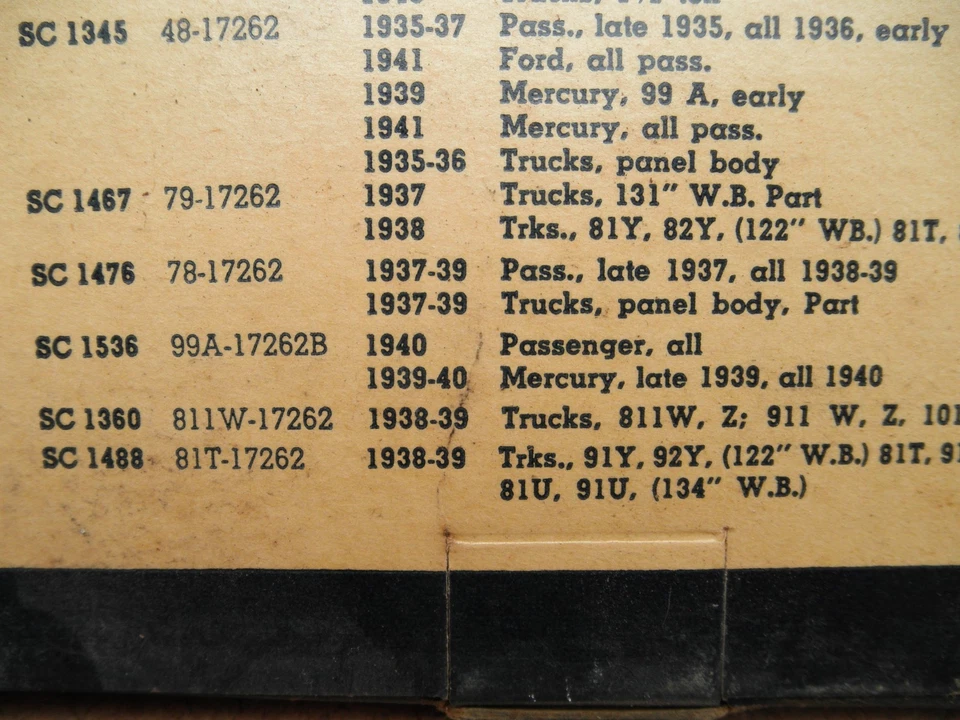 SC 1345 48-17262 1935-37 Pass., late 1935, all 1936, early
1941 Ford, all pass.
1939 Mercury, 99 A, early
1941 Mercury, all pass.
1935-36 Trucks, panel body
SC 1467 79-17262 1937 Trucks, 131" W.B. Part
1938 Trks., 81Y, 82Y, (122" WB.) 81T,
SC 1476 78-17262 1937-39 Pass., late 1937, all 1938-39
1937-39 Trucks, panel body, Part
SC 1536 99A-17262B 1940 Passenger, all
1939-40 Mercury, late 1939, all 1940
SC 1360 811W-17262 1938-39 Trucks, 811W, Z; 911 W, Z,
SC 1488 81T-17262 1938-39 Trks., 91Y, 92Y, (122" W.B.) 81T,
81U, 91U, (134" W.B.)